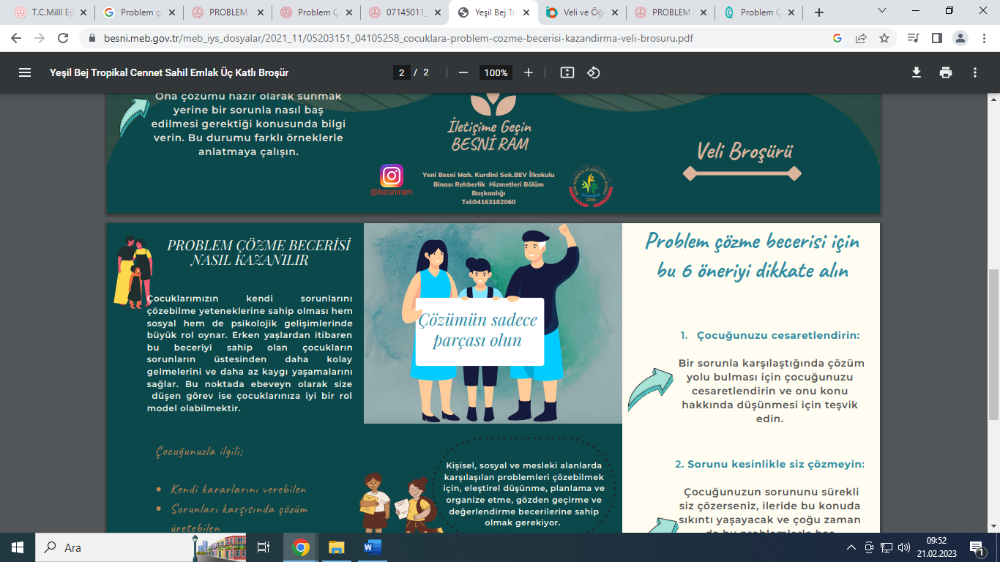 T.C.Millî Eğ
Problem çö
PROBLEM
Problem Ç
07145011_
Yeşil Bej Tr
Veli ve Öğr
PROBLEM
Problem Ç
besni.meb.gov.tr/meb_iys_dosyalar/2021_11/05203151_04105258_cocuklara-problem-cozme-becerisi-kazandirma-veli-brosuru.pdf
Yeşil Bej Tropikal Cennet Sahil Emlak Üç Katlı Broşür
2 / 2
100%
Ona çözümü hazır olarak sunmak
yerine bir sorunla nasıl baş
edilmesi gerektiği konusunda bilgi
verin. Bu durumu farklı örneklerle
anlatmaya çalışın.
İletişime Geçin
BESNİ RAM
@besniram
Yeni Besni Mah. Kurdini Sok.BEV İlkokulu
Binası Rehberlik Hizmetleri Bölüm
Başkanlığı
Tel:04163182060
2006
Veli Broşürü
PROBLEM ÇÖZME BECERİSİ
NASIL KAZANILIR
Çocuklarımızın kendi sorunlarını
çözebilme yeteneklerine sahip olması hem
sosyal hem de psikolojik gelişimlerinde
büyük rol oynar. Erken yaşlardan itibaren
bu beceriyi sahip olan çocukların
sorunların üstesinden daha kolay
gelmelerini ve daha az kaygı yaşamalarını
sağlar. Bu noktada ebeveyn olarak size
düşen görev ise çocuklarınıza iyi bir rol
model olabilmektir.
Çocuğunuzla ilgili;
• Kendi kararlarını verebilen
• Sorunları karşısında çözüm
üretebilen
Çözümün sadece
parçası olun
Kişisel, sosyal ve mesleki alanlarda
karşılaşılan problemleri çözebilmek
için, eleştirel düşünme, planlama ve
organize etme, gözden geçirme ve
değerlendirme becerilerine sahip
olmak gerekiyor.
Problem çözme becerisi için
bu 6 öneriyi dikkate alın
1. Çocuğunuzu cesaretlendirin:
Bir sorunla karşılaştığında çözüm
yolu bulması için çocuğunuzu
cesaretlendirin ve onu konu
hakkında düşünmesi için teşvik
edin.
2. Sorunu kesinlikle siz çözmeyin:
Çocuğunuzun sorununu sürekli
siz çözerseniz, ileride bu konuda
sıkıntı yaşayacak ve çoğu zaman
Ara
09:52
21.02.2023
1